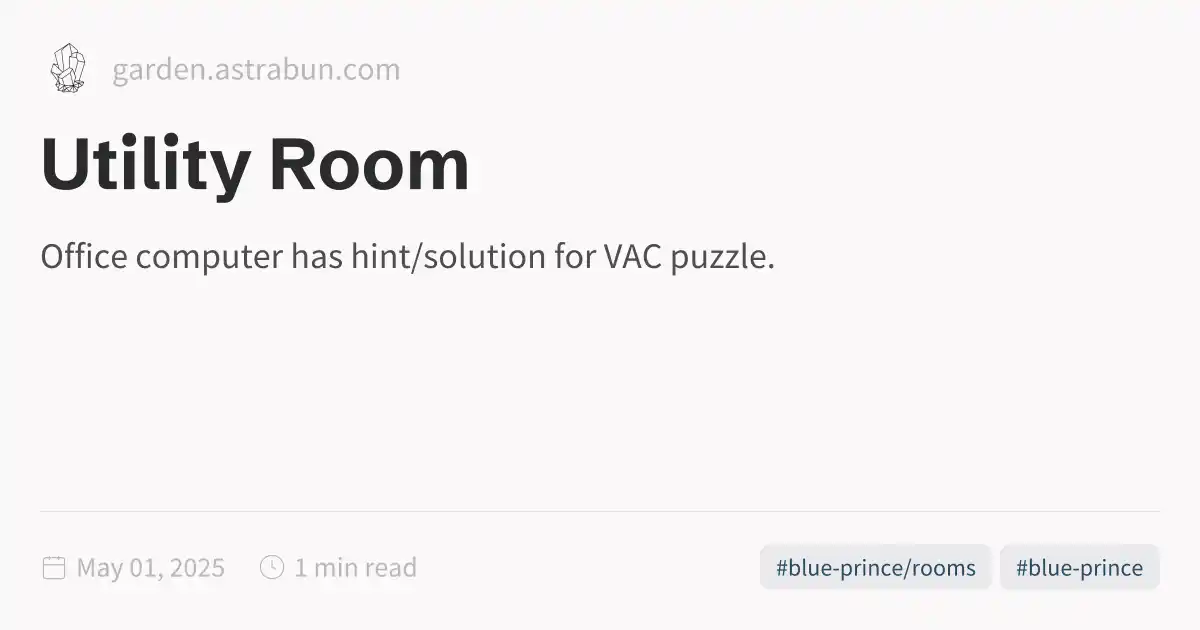 garden.astrabun.com
Utility Room
Office computer has hint/solution for VAC puzzle.
May 01, 2025 1 min read #blue-prince/rooms #blue-prince